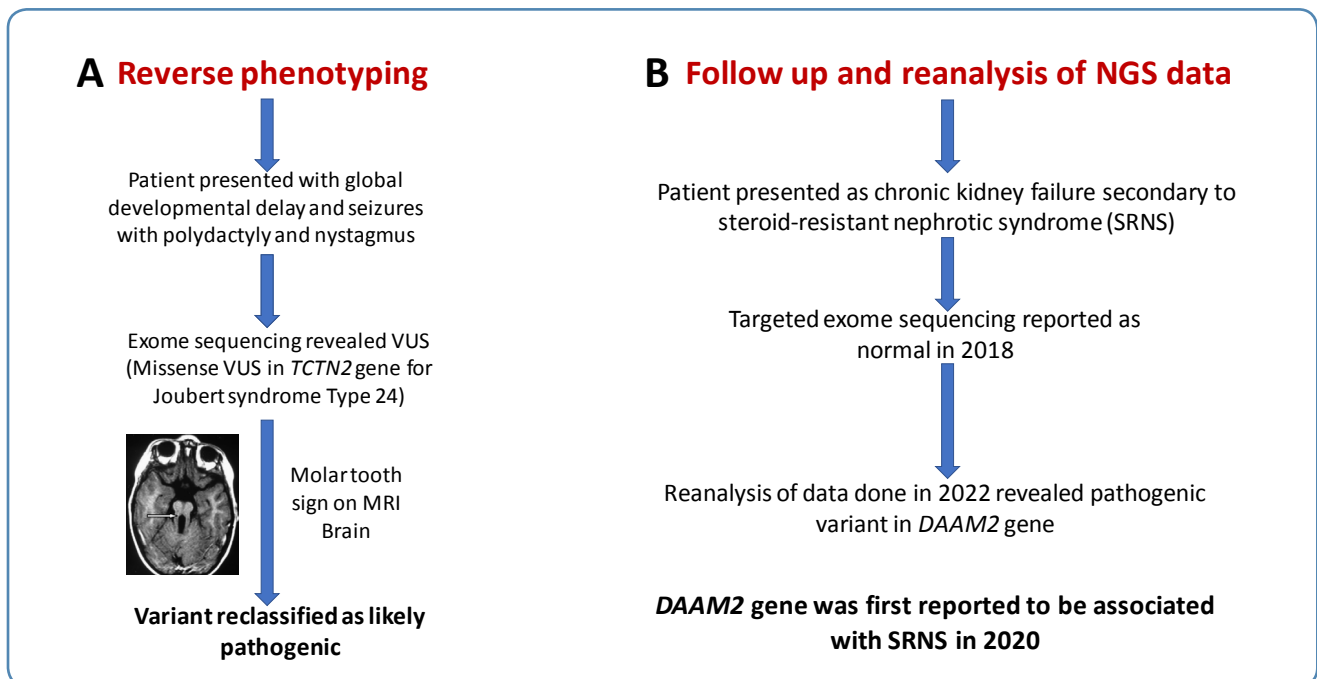 A Reverse phenotyping
Patient presented with global
developmental delay and seizures
with polydactyly and nystagmus
Exome sequencing revealed VUS
(Missense VUS in TCTN2 gene for
Joubert syndrome Type 24)
Molar tooth
sign on MRI
Brain
Variant reclassified as likely
pathogenic
B Follow up and reanalysis of NGS data
Patient presented as chronic kidney failure secondary to
steroid-resistant nephrotic syndrome (SRNS)
Targeted exome sequencing reported as
normal in 2018
Reanalysis of data done in 2022 revealed pathogenic
variant in DAAM2 gene
DAAM2 gene was first reported to be associated
with SRNS in 2020